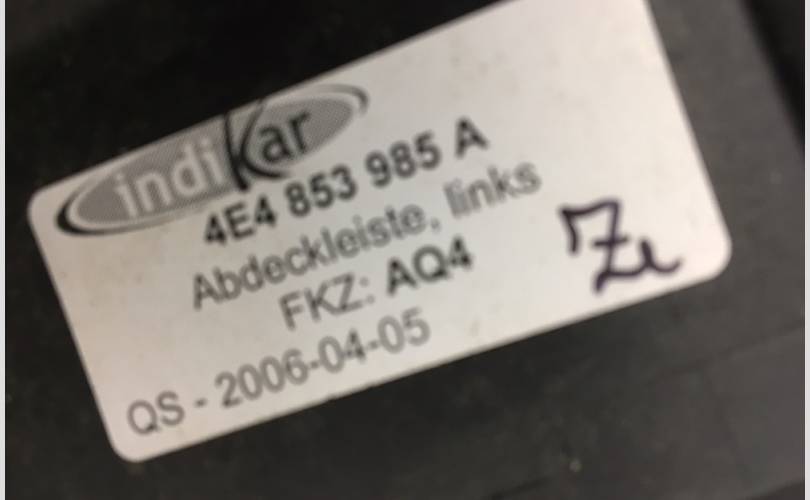 indiKar
4E4 853 985 A
Abdeckleiste, links
FKZ: AQ4
QS - 2006-04-05